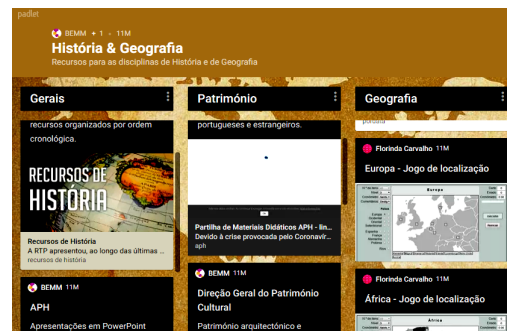 padlet
BEMM + 1 • 11M
História & Geografia
Recursos para as disciplinas de História e de Geografia
Gerais
recursos organizados por ordem
cronológica.
RECURSOS DE
HISTÓRIA
Recursos de História
A RTP apresentou, ao longo das últimas ...
recursos de história
BEMM 11M
APH
Apresentações em PowerPoint
Património
portugueses e estrangeiros.
Partilha de Materiais Didáticos APH - lin...
Devido à crise provocada pelo Coronavír...
aph
BEMM 11M
Direção Geral do Património
Cultural
Património arquitectónico e
Geografia
Florinda Carvalho 11M
Europa - Jogo de localização
Europa
Florinda Carvalho 11M
África - Jogo de localização
África